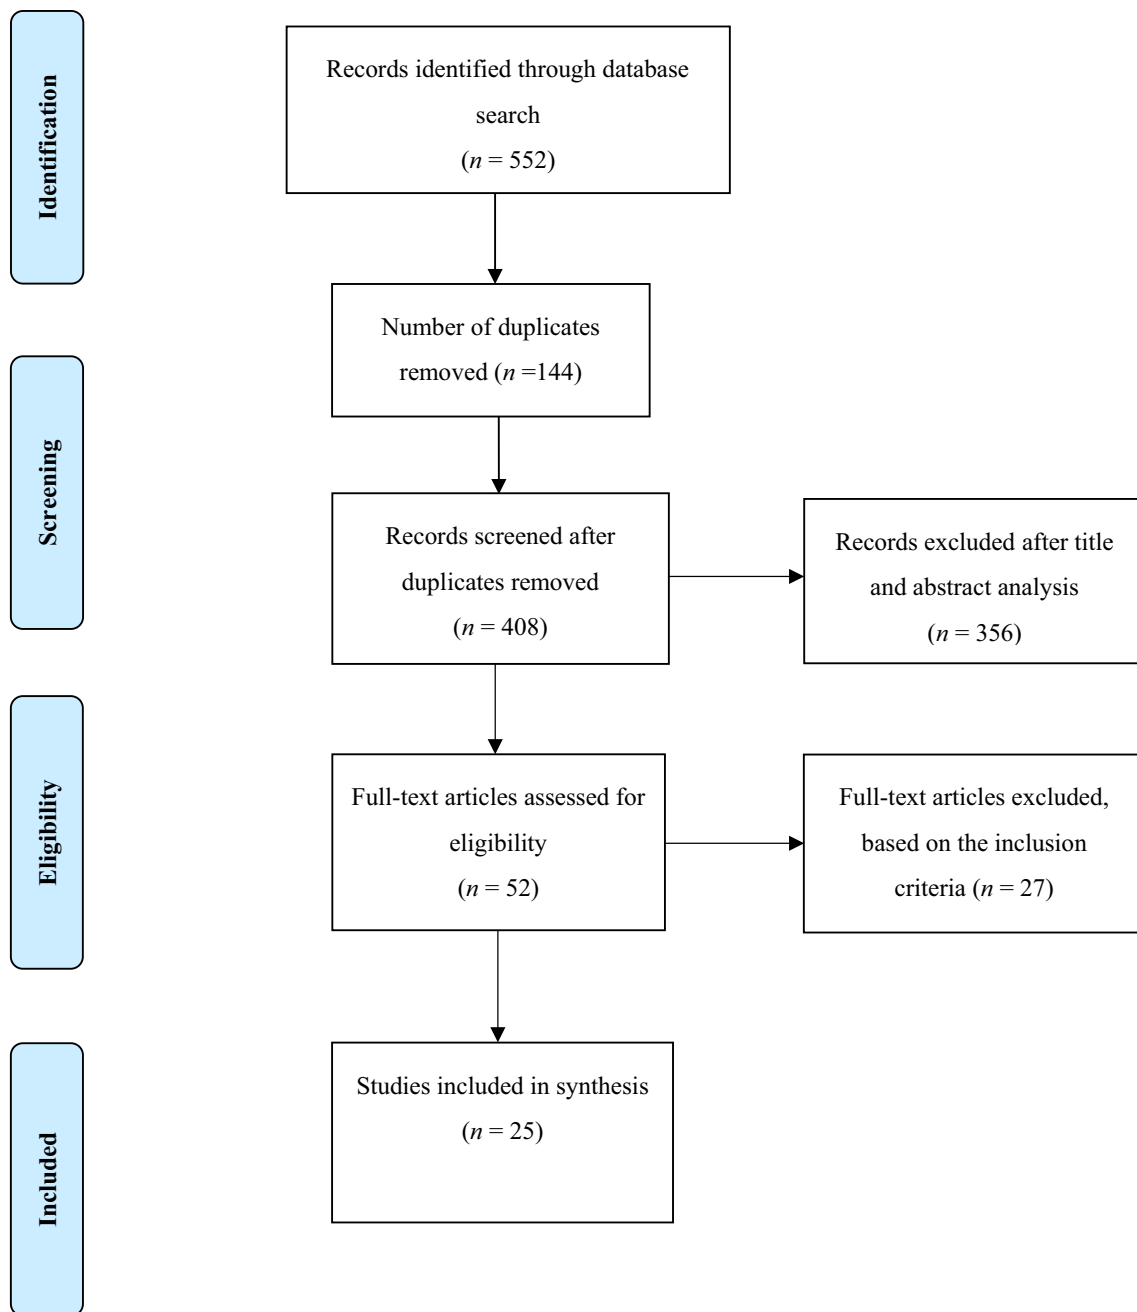 Identification
Records identified through database
search
(n = 552)
Number of duplicates
removed (n =144)
Screening
Records screened after
duplicates removed
(n = 408)
Records excluded after title
and abstract analysis
(n = 356)
Eligibility
Full-text articles assessed for
eligibility
(n = 52)
Full-text articles excluded,
based on the inclusion
criteria (n = 27)
Included
Studies included in synthesis
(n = 25)